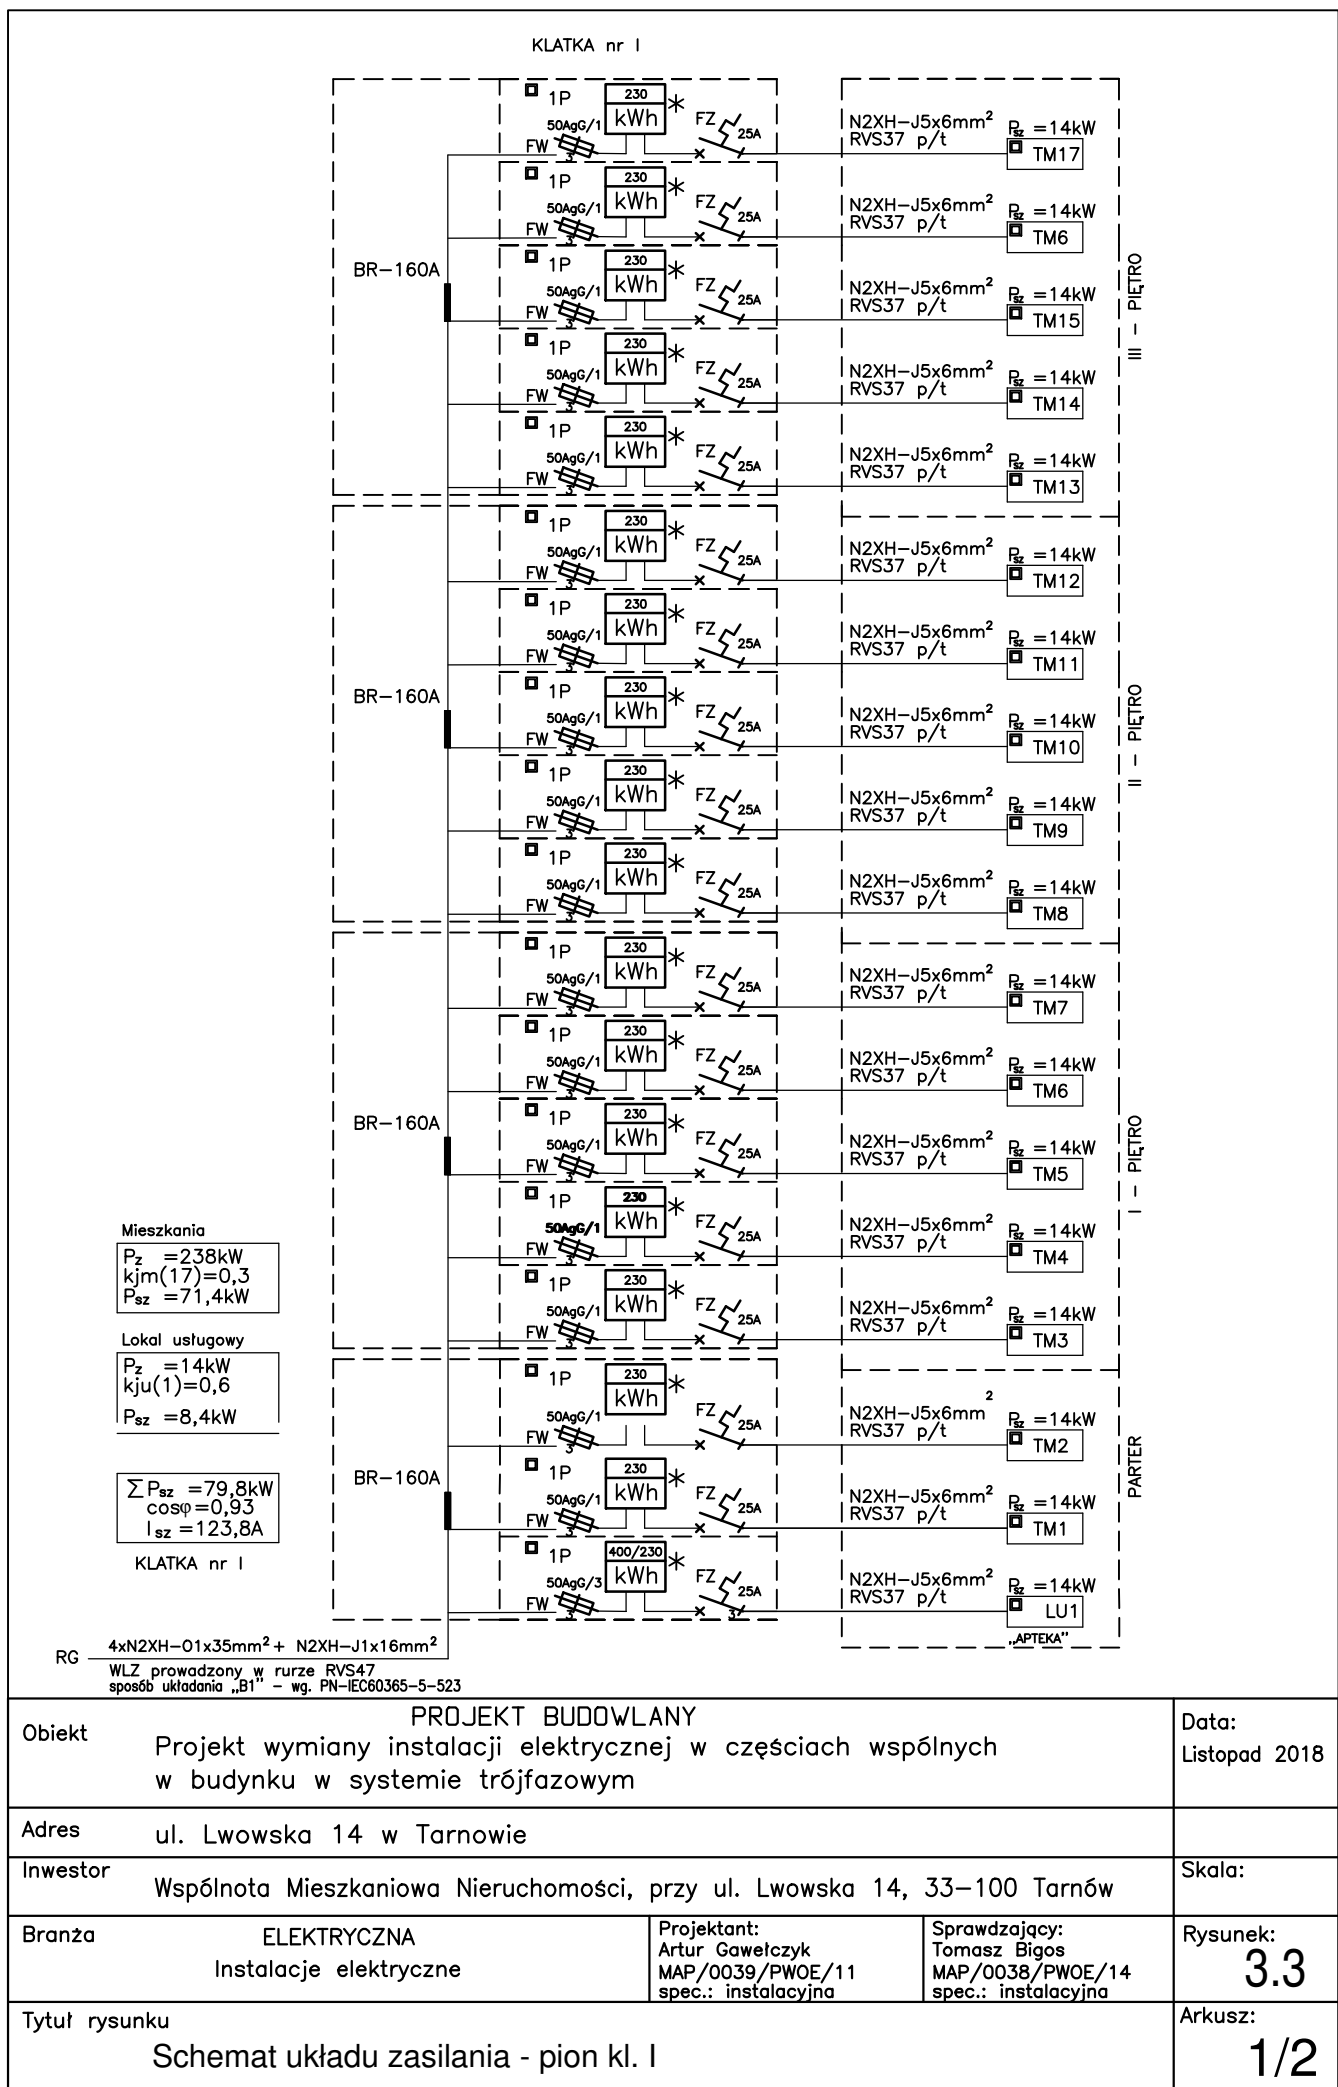 KLATKA nr I
1P
230
kWh
50AgG/1
FW
3
FZ
25A
N2XH-J5x6mm²
RVS37 p/t
Psz =14kW
TM17
1P
230
kWh
50AgG/1
FW
3
FZ
25A
N2XH-J5x6mm²
RVS37 p/t
Psz =14kW
TM6
BR-160A
1P
230
kWh
50AgG/1
FW
3
FZ
25A
N2XH-J5x6mm²
RVS37 p/t
Psz =14kW
TM15
III - PIĘTRO
1P
230
kWh
50AgG/1
FW
3
FZ
25A
N2XH-J5x6mm²
RVS37 p/t
Psz =14kW
TM14
1P
230
kWh
50AgG/1
FW
3
FZ
25A
N2XH-J5x6mm²
RVS37 p/t
Psz =14kW
TM13
1P
230
kWh
50AgG/1
FW
3
FZ
25A
N2XH-J5x6mm²
RVS37 p/t
Psz =14kW
TM12
1P
230
kWh
50AgG/1
FW
3
FZ
25A
N2XH-J5x6mm²
RVS37 p/t
Psz =14kW
TM11
BR-160A
1P
230
kWh
50AgG/1
FW
3
FZ
25A
N2XH-J5x6mm²
RVS37 p/t
Psz =14kW
TM10
II - PIĘTRO
1P
230
kWh
50AgG/1
FW
3
FZ
25A
N2XH-J5x6mm²
RVS37 p/t
Psz =14kW
TM9
1P
230
kWh
50AgG/1
FW
3
FZ
25A
N2XH-J5x6mm²
RVS37 p/t
Psz =14kW
TM8
1P
230
kWh
50AgG/1
FW
3
FZ
25A
N2XH-J5x6mm²
RVS37 p/t
Psz =14kW
TM7
1P
230
kWh
50AgG/1
FW
3
FZ
25A
N2XH-J5x6mm²
RVS37 p/t
Psz =14kW
TM6
BR-160A
1P
230
kWh
50AgG/1
FW
3
FZ
25A
N2XH-J5x6mm²
RVS37 p/t
Psz =14kW
TM5
I - PIĘTRO
1P
230
kWh
50AgG/1
FW
3
FZ
25A
N2XH-J5x6mm²
RVS37 p/t
Psz =14kW
TM4
1P
230
kWh
50AgG/1
FW
3
FZ
25A
N2XH-J5x6mm²
RVS37 p/t
Psz =14kW
TM3
1P
230
kWh
50AgG/1
FW
3
FZ
25A
N2XH-J5x6mm²
RVS37 p/t
Psz =14kW
TM2
BR-160A
1P
230
kWh
50AgG/1
FW
3
FZ
25A
N2XH-J5x6mm²
RVS37 p/t
Psz =14kW
TM1
PARTER
1P
400/230
kWh
50AgG/3
FW
3
FZ
25A
3
N2XH-J5x6mm²
RVS37 p/t
Psz =14kW
LU1
„APTEKA"
Mieszkania
Pz =238kW
kjm(17)=0,3
Psz =71,4kW
Lokal usługowy
Pz =14kW
kju(1)=0,6
Psz =8,4kW
∑Psz =79,8kW
cosφ=0,93
Isz =123,8A
KLATKA nr I
RG
4xN2XH-O1x35mm² + N2XH-J1x16mm²
WLZ prowadzony w rurze RVS47
sposób układania „B1" - wg. PN-IEC60365-5-523
Obiekt
PROJEKT BUDOWLANY
Projekt wymiany instalacji elektrycznej w częściach wspólnych
w budynku w systemie trójfazowym
Data:
Listopad 2018
Adres
ul. Lwowska 14 w Tarnowie
Inwestor
Wspólnota Mieszkaniowa Nieruchomości, przy ul. Lwowska 14, 33-100 Tarnów
Skala:
Branża
ELEKTRYCZNA
Instalacje elektryczne
Projektant:
Artur Gawełczyk
MAP/0039/PWOE/11
spec.: instalacyjna
Sprawdzający:
Tomasz Bigos
MAP/0038/PWOE/14
spec.: instalacyjna
Rysunek:
3.3
Tytuł rysunku
Schemat układu zasilania - pion kl. I
Arkusz:
1/2